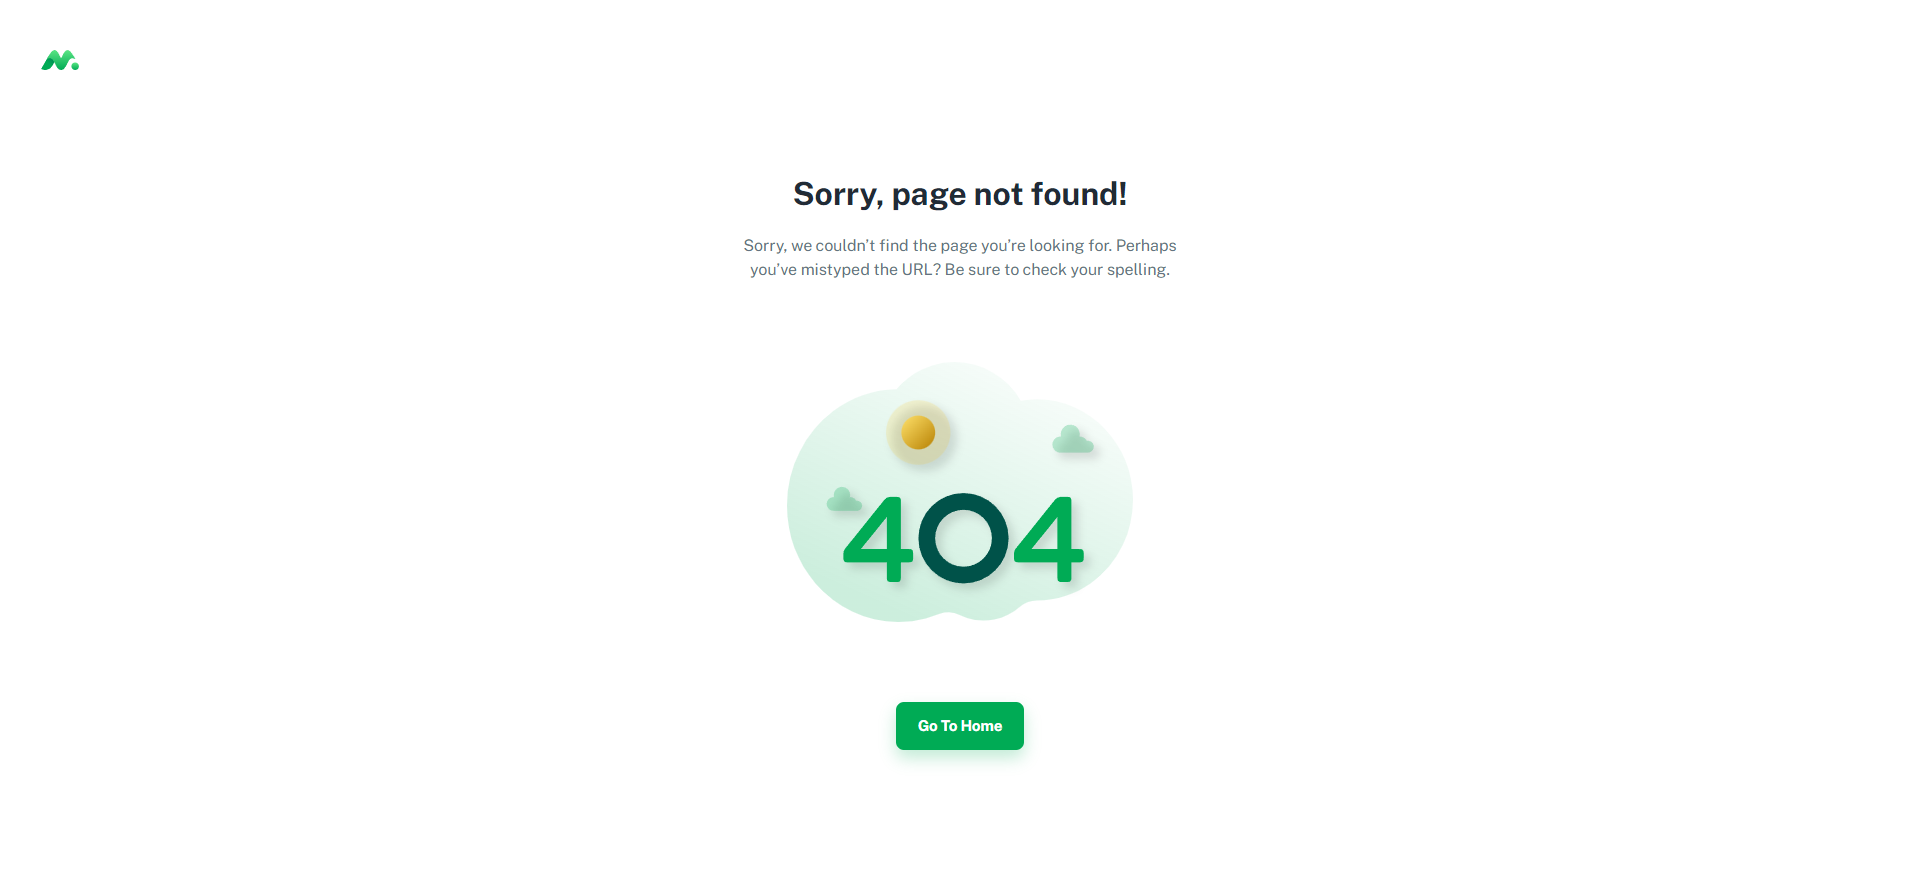 Sorry, page not found!
Sorry, we couldn’t find the page you’re looking for. Perhaps
you’ve mistyped the URL? Be sure to check your spelling.
404
Go To Home